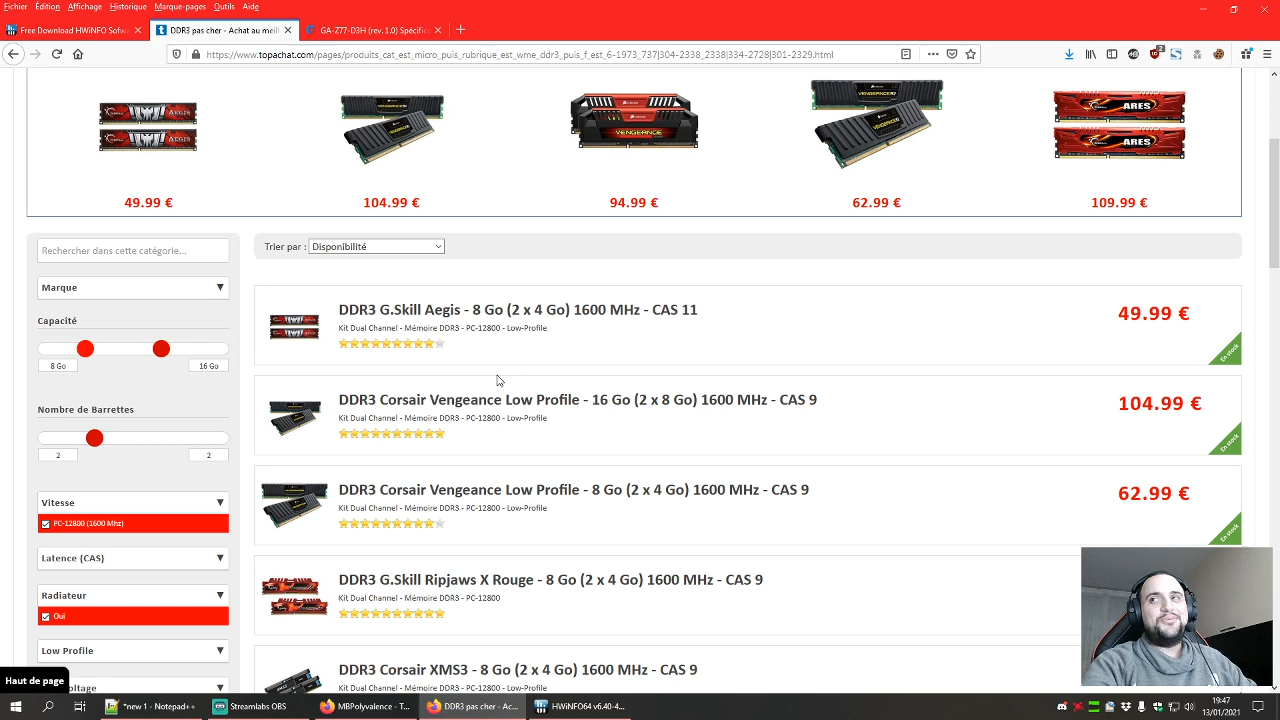 Fichier Édition Affichage Historique Marque-pages Outils Aide
Free Download HWiNFO Softwa
DDR3 pas cher - Achat au meill
GA-Z77-D3H (rev. 1.0) Spécific
https://www.topachat.com/pages/produits_cat_est_micro_puis_rubrique_est_wme_ddr3_puis_f_est_6-1973_737|304-2338_2338|334-2728|301-2329.html
AEGIS
VENGEANCE
VENGEANCE
VENGEANCE
ARES
ARES
49.99 €
104.99 €
94.99 €
62.99 €
109.99 €
Rechercher dans cette catégorie...
Trier par : Disponibilité
Marque
Capacité
8 Go
16 Go
Nombre de Barrettes
2
2
Vitesse
PC-12800 (1600 Mhz)
Latence (CAS)
Radiateur
Oui
Low Profile
oltage
Haut de page
DDR3 G.Skill Aegis - 8 Go (2 x 4 Go) 1600 MHz - CAS 11
Kit Dual Channel - Mémoire DDR3 - PC-12800 - Low-Profile
49.99 €
En stock
DDR3 Corsair Vengeance Low Profile - 16 Go (2 x 8 Go) 1600 MHz - CAS 9
Kit Dual Channel - Mémoire DDR3 - PC-12800 - Low-Profile
104.99 €
En stock
DDR3 Corsair Vengeance Low Profile - 8 Go (2 x 4 Go) 1600 MHz - CAS 9
Kit Dual Channel - Mémoire DDR3 - PC-12800 - Low-Profile
62.99 €
En stock
DDR3 G.Skill Ripjaws X Rouge - 8 Go (2 x 4 Go) 1600 MHz - CAS 9
Kit Dual Channel - Mémoire DDR3 - PC-12800
DDR3 Corsair XMS3 - 8 Go (2 x 4 Go) 1600 MHz - CAS 9
Kit Dual Channel - Mémoire DDR3 - PC-12800 - Low-Profile
*new 1 - Notepad++
Streamlabs OBS
MBPolyvalence - T...
DDR3 pas cher - Ac...
HWiNFO64 v6.40-4...
19:47
13/01/2021